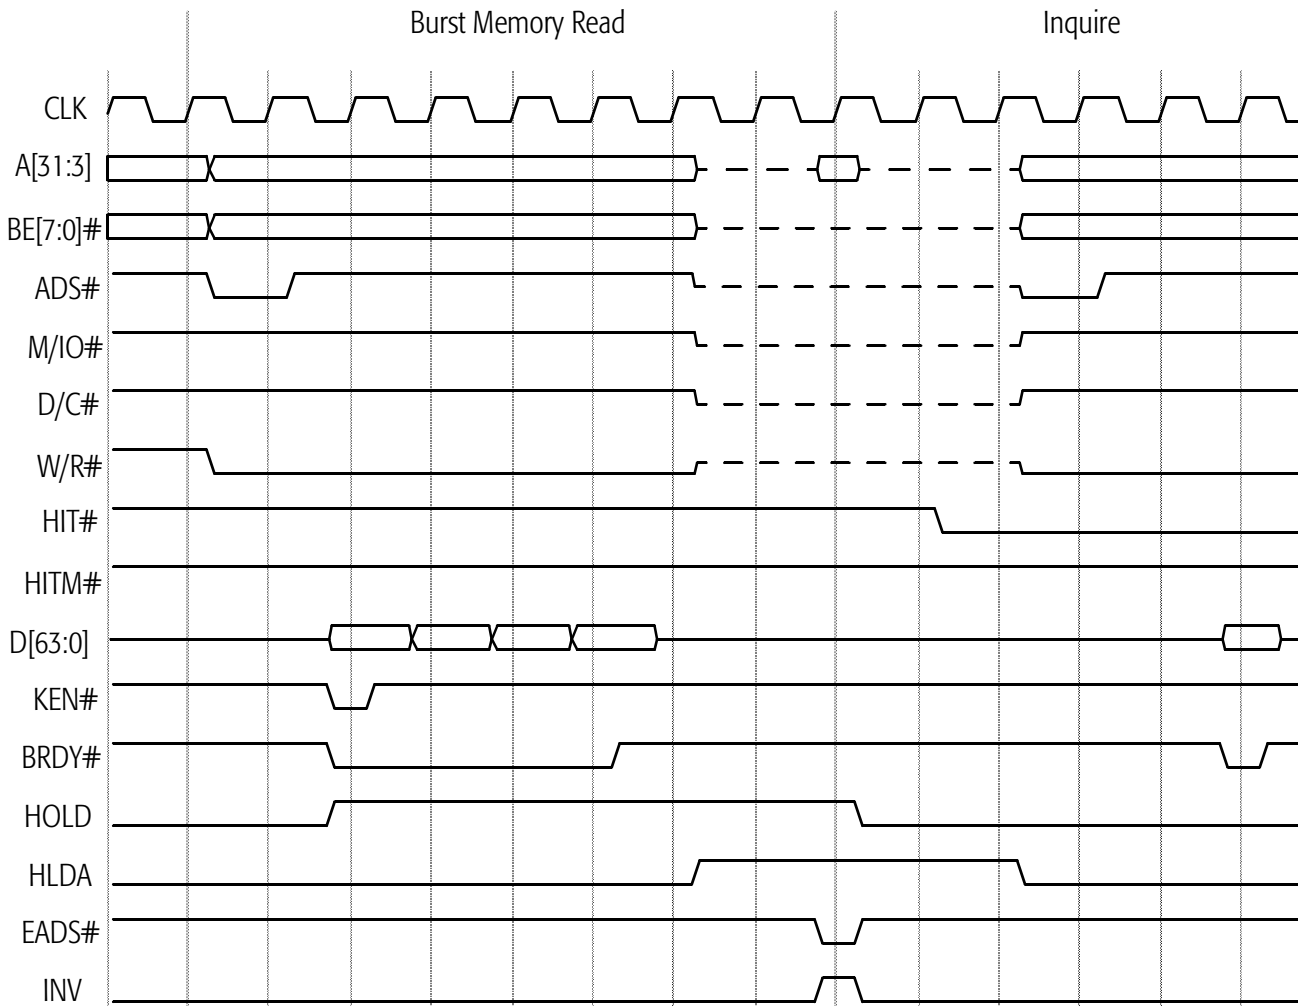 Burst Memory Read Inquire
CLK
A[31:3]
BE[7:0]#
ADS#
M/IO#
D/C#
W/R#
HIT#
HITM#
D[63:0]
KEN#
BRDY#
HOLD
HLDA
EADS#
INV